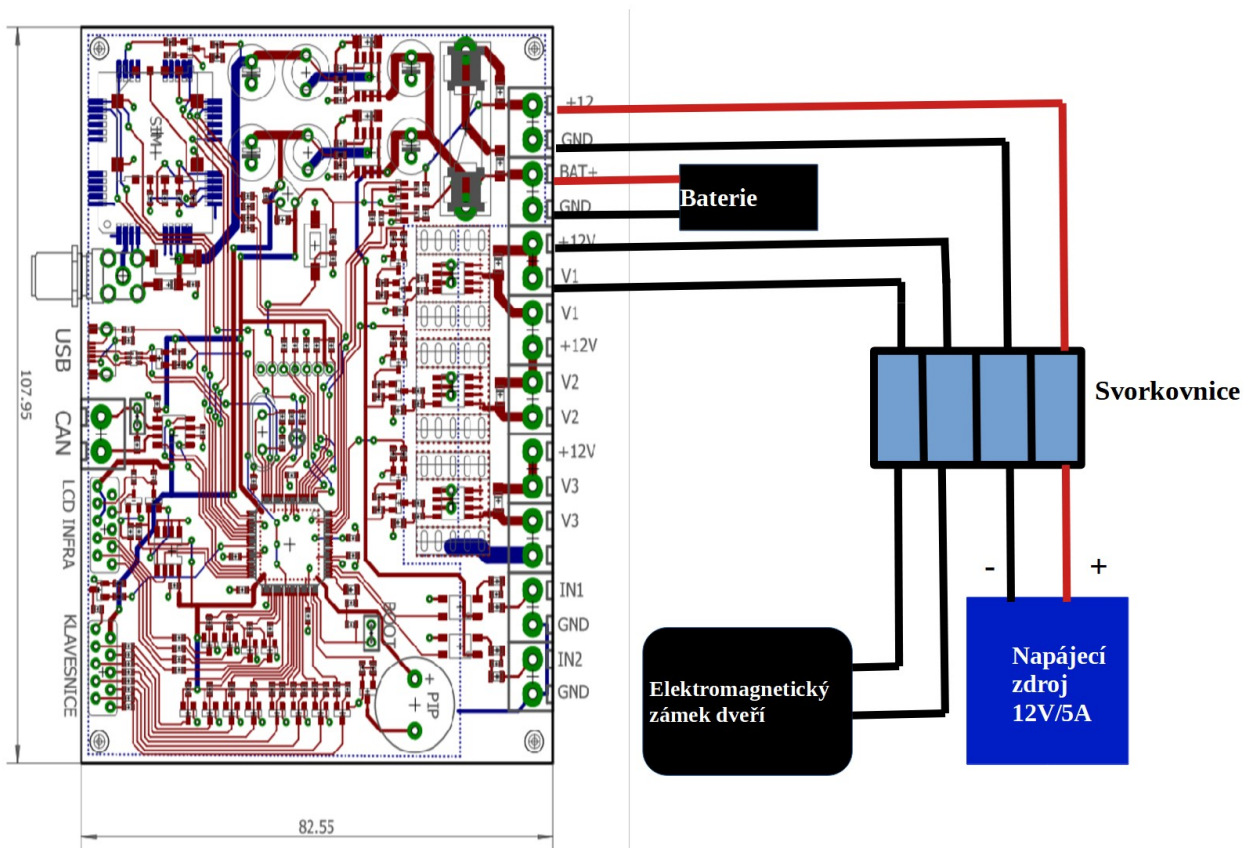 +12
GND
BAT+
GND
+12V
V1
V1
+12V
V2
V2
+12V
V3
V3
IN1
GND
IN2
GND
USB
CAN
LCD INFRA
KLAVESNICE
BOOT
+ PIP
107.95
82.55
Baterie
Svorkovnice
- +
Elektromagnetický
zámek dveří
Napájecí
zdroj
12V/5A